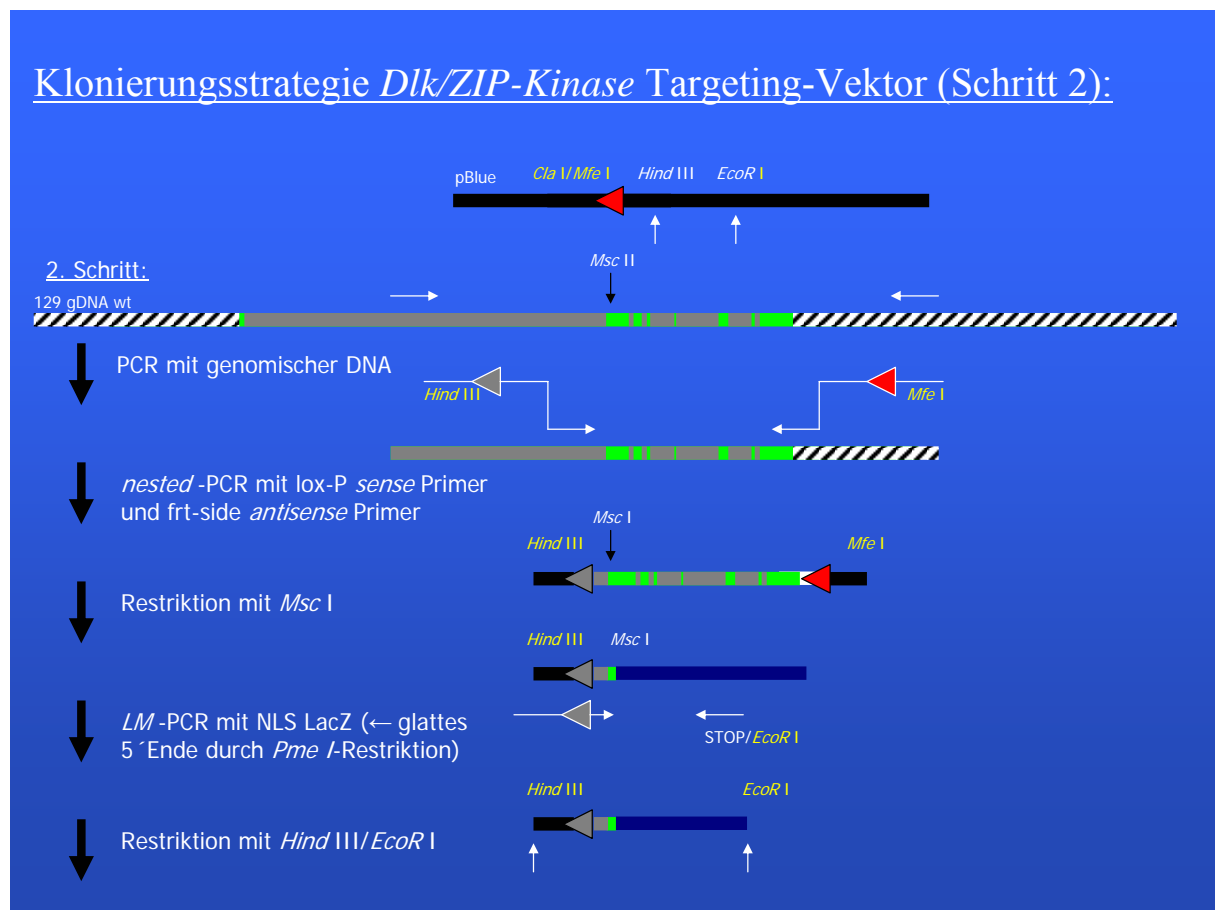 Klonierungsstrategie Dlk/ZIP-Kinase Targeting-Vektor (Schritt 2):
pBlue
Cla I/Mfe I
Hind III
EcoR I
Msc II
2. Schritt:
129 gDNA wt
PCR mit genomischer DNA
Hind III
Mfe I
nested -PCR mit lox-P sense Primer
und frt-side antisense Primer
Msc I
Hind III
Mfe I
Restriktion mit Msc I
Hind III
Msc I
LM -PCR mit NLS LacZ (← glattes
5´Ende durch Pme I-Restriktion)
STOP/EcoR I
Hind III
EcoR I
Restriktion mit Hind III/EcoR I